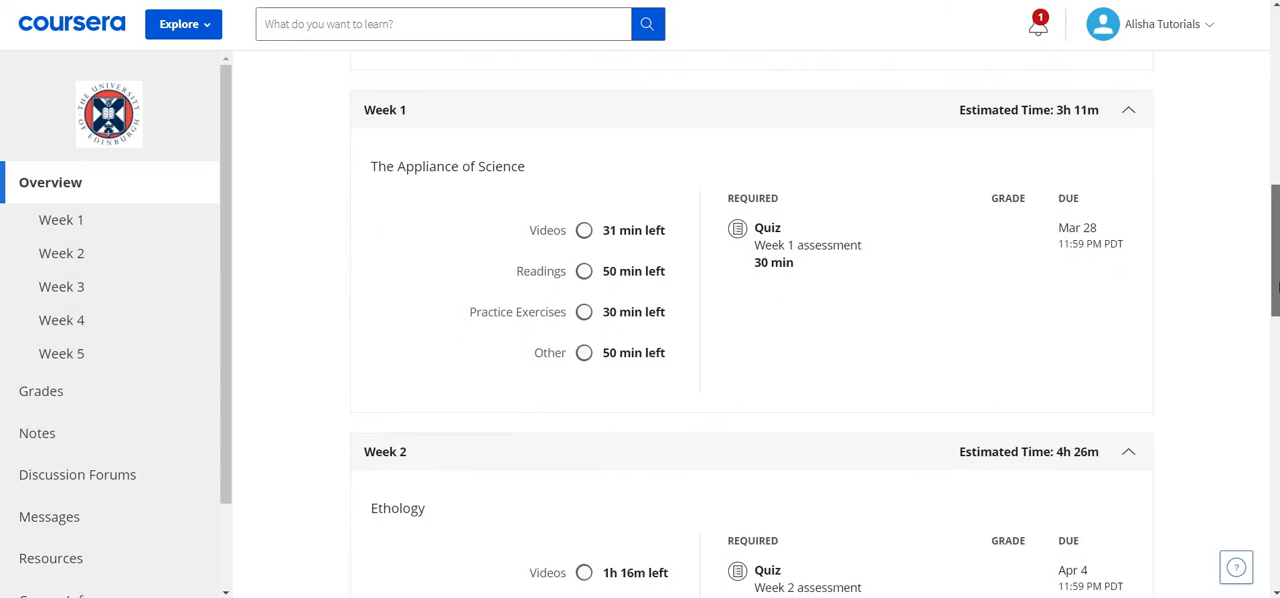 coursera
Explore
What do you want to learn?
1
Alisha Tutorials
THE UNIVERSITY OF EDINBURGH
Overview
Week 1
Week 2
Week 3
Week 4
Week 5
Grades
Notes
Discussion Forums
Messages
Resources
Week 1 Estimated Time: 3h 11m
The Appliance of Science
Videos 31 min left
Readings 50 min left
Practice Exercises 30 min left
Other 50 min left
REQUIRED GRADE DUE
Quiz Mar 28
Week 1 assessment 11:59 PM PDT
30 min
Week 2 Estimated Time: 4h 26m
Ethology
Videos 1h 16m left
REQUIRED GRADE DUE
Quiz Apr 4
Week 2 assessment 11:59 PM PDT
?